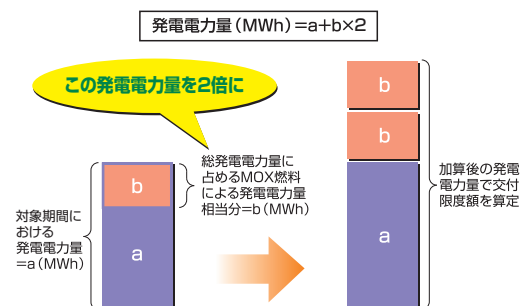 発電電力量(MWh)=a+b×2
この発電電力量を2倍に
総発電電力量に
占めるMOX燃料
による発電電力量
相当分=b(MWh)
対象期間に
おける
発電電力量
=a(MWh)
b
a
b
b
a
加算後の発電
電力量で交付
限度額を算定